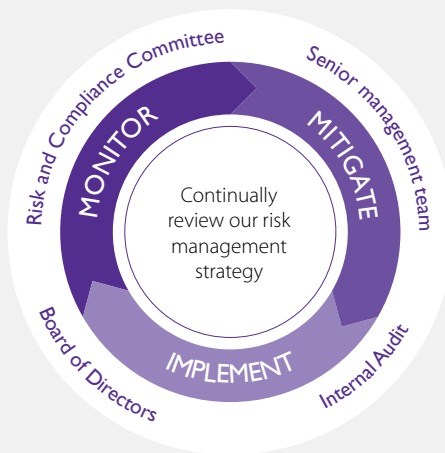 Risk and Compliance Committee
Senior management team
MONITOR
MITIGATE
Continually
review our risk
management
strategy
IMPLEMENT
Board of Directors
Internal Audit